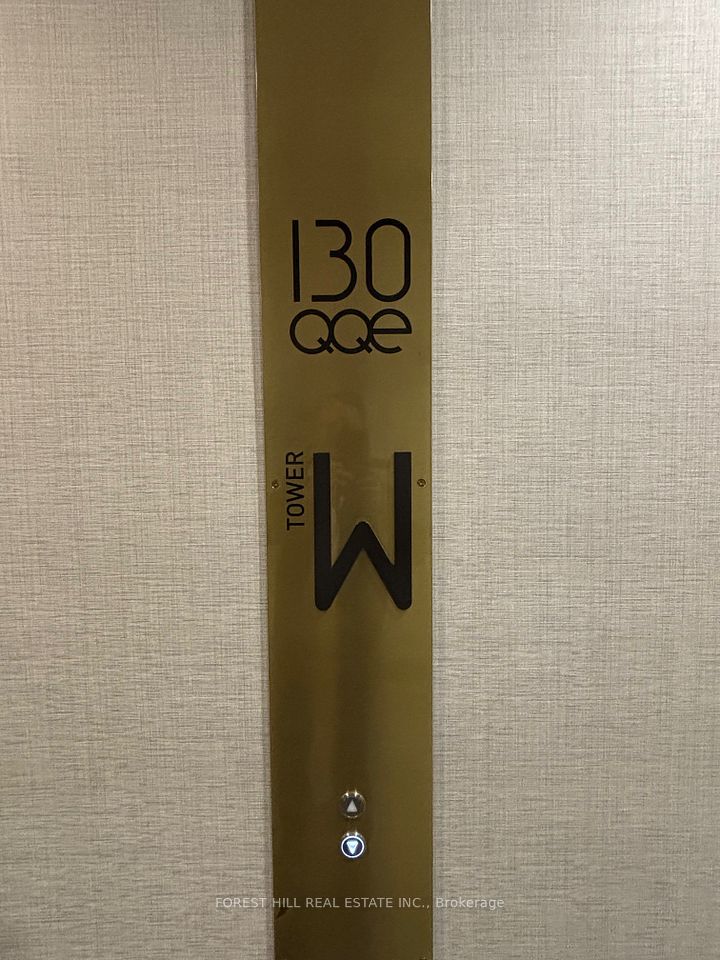 130
QQe
TOWER
W
FOREST HILL REAL ESTATE INC., Brokerage